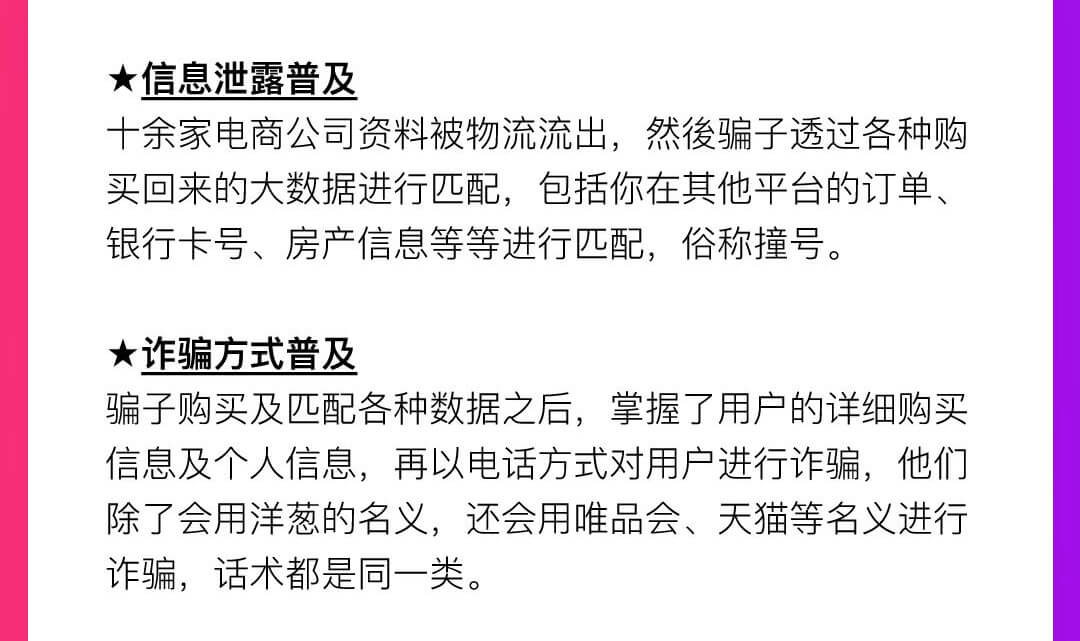 ★信息泄露普及
十余家电商公司资料被物流流出，然後骗子透过各种购
买回来的大数据进行匹配，包括你在其他平台的订单、
银行卡号、房产信息等等进行匹配，俗称撞号。
★诈骗方式普及
骗子购买及匹配各种数据之后，掌握了用户的详细购买
信息及个人信息，再以电话方式对用户进行诈骗，他们
除了会用洋葱的名义，还会用唯品会、天猫等名义进行
诈骗，话术都是同一类。